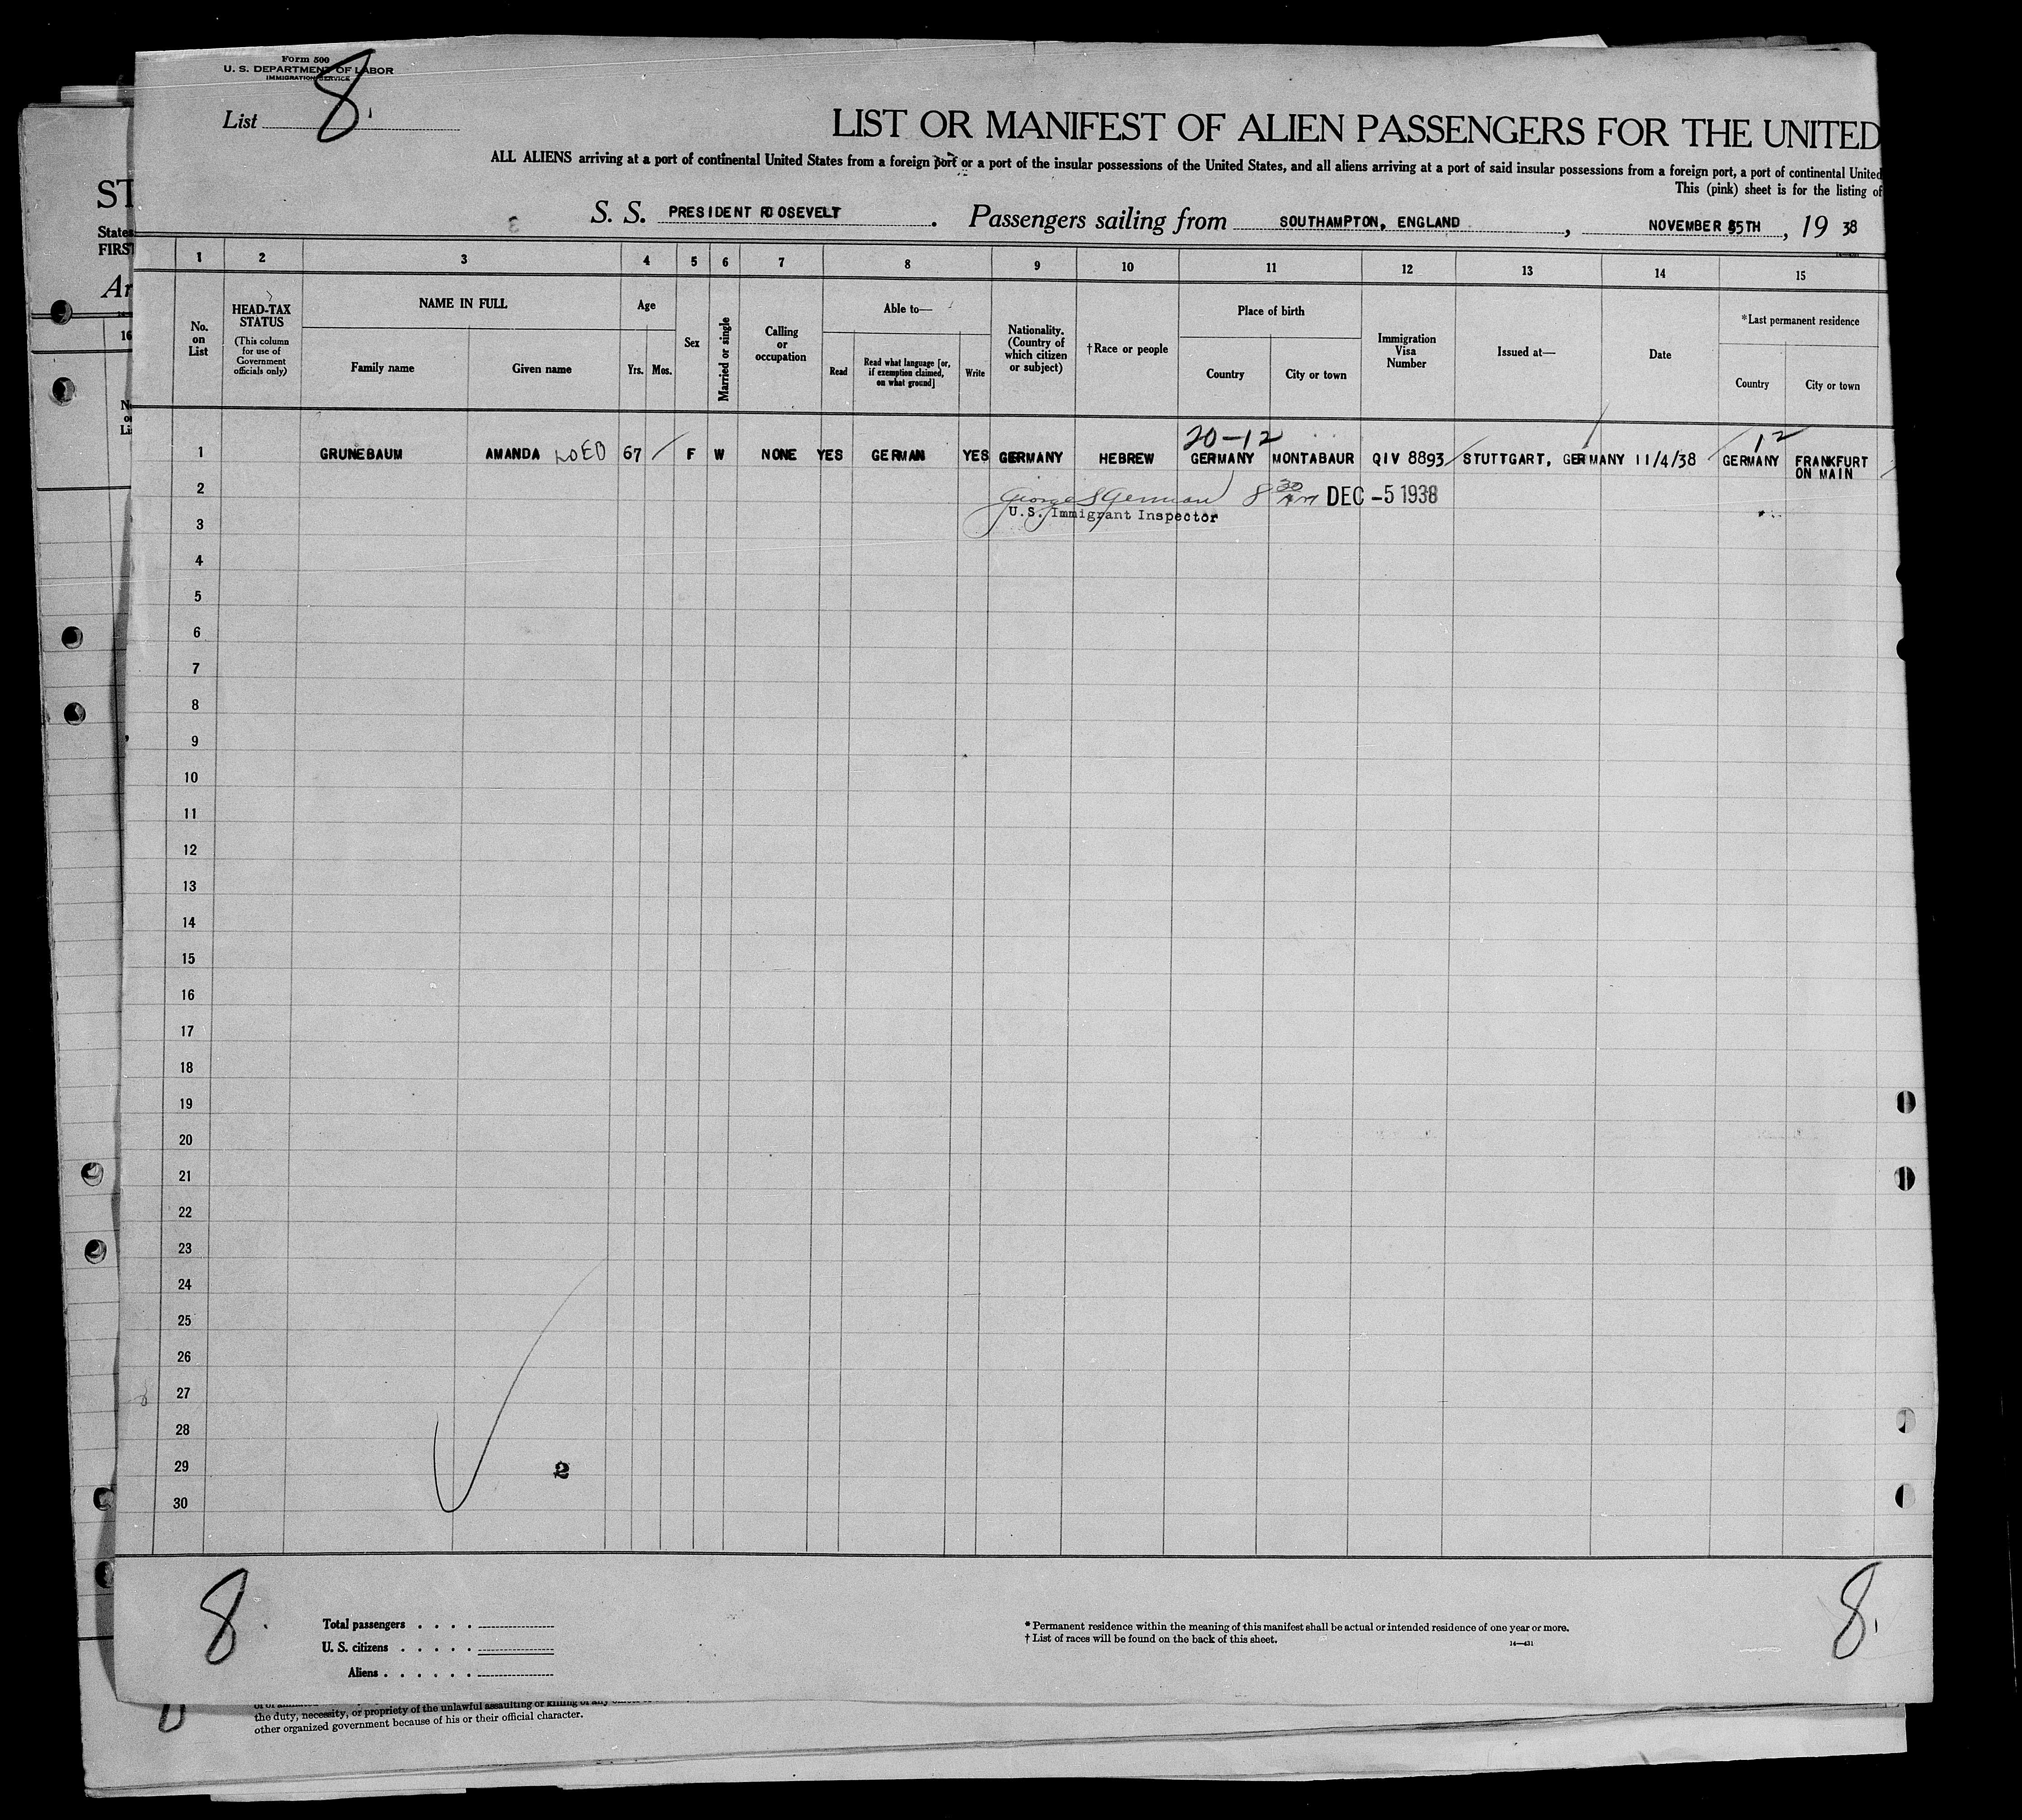 Form 500
U. S. DEPARTMENT OF LABOR
IMMIGRATION SERVICE
List 8
LIST OR MANIFEST OF ALIEN PASSENGERS FOR THE UNITED
ALL ALIENS arriving at a port of continental United States from a foreign port or a port of the insular possessions of the United States, and all aliens arriving at a port of said insular possessions from a foreign port, a port of continental United
This (pink) sheet is for the listing of
S. S. PRESIDENT ROOSEVELT . Passengers sailing from SOUTHAMPTON, ENGLAND , NOVEMBER 25TH , 19 38
ST
States
FIRST
Ar
16
1 2 3 4 5 6 7 8 9 10 11 12 13 14 15
No. on List
HEAD-TAX STATUS
(This column for use of Government officials only)
NAME IN FULL
Family name Given name
Age
Yrs. Mos.
Sex
Married or single
Calling or occupation
Able to—
Read
Read what language [or, if exemption claimed, on what ground]
Write
Nationality. (Country of which citizen or subject)
†Race or people
Place of birth
Country City or town
Immigration Visa Number
Issued at—
Date
*Last permanent residence
Country City or town
20-12 12
1 GRUNEBAUM AMANDA 67 F W NONE YES GERMAN YES GERMANY HEBREW GERMANY MONTABAUR QIV 8893 STUTTGART, GERMANY 11/4/38 GERMANY FRANKFURT ON MAIN
2 8 30 AM DEC -5 1938
U.S. Immigrant Inspector
3
4
5
6
7
8
9
10
11
12
13
14
15
16
17
18
19
20
21
22
23
24
25
26
27
28
29 2
30
8
Total passengers . . . .
U. S. citizens . . . . .
Aliens . . . . . .
* Permanent residence within the meaning of this manifest shall be actual or intended residence of one year or more.
† List of races will be found on the back of this sheet.
14—431
8
the duty, necessity, or propriety of the unlawful assaulting or killing of any
other organized government because of his or their official character.